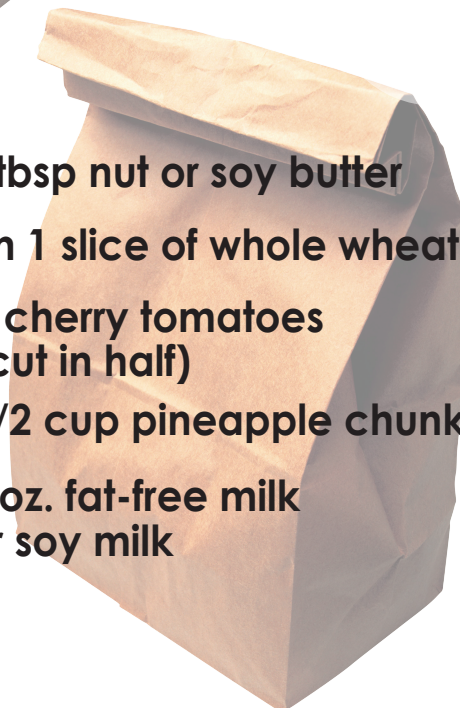 tbsp nut or soy butter
1 slice of whole wheat
cherry tomatoes
cut in half)
/2 cup pineapple chunk
oz. fat-free milk
soy milk